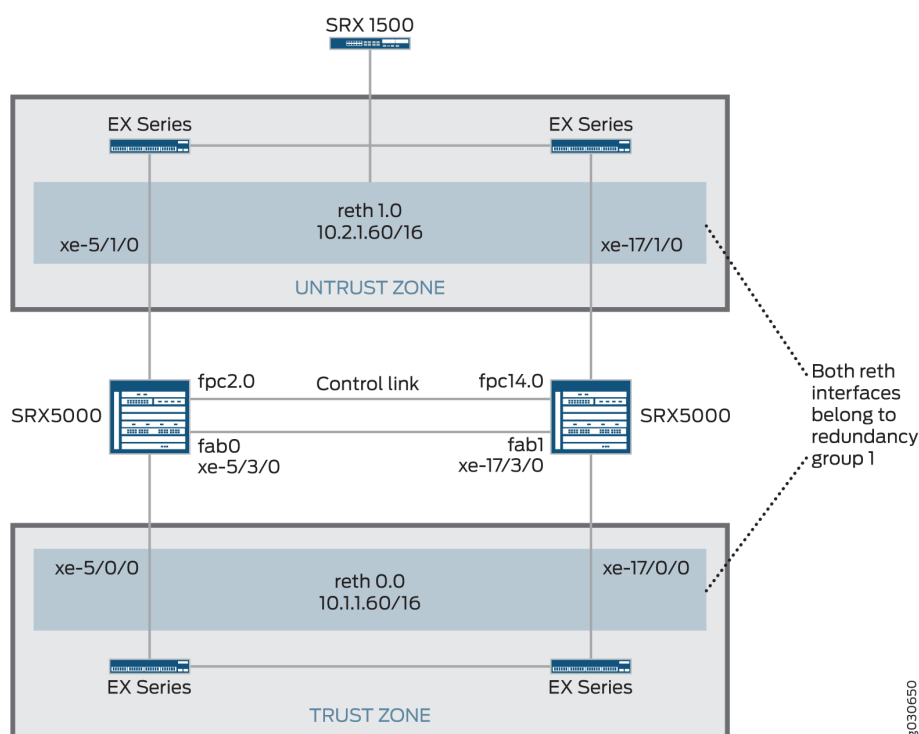 SRX 1500
EX Series
EX Series
reth 1.0
10.2.1.60/16
xe-5/1/0
xe-17/1/0
UNTRUST ZONE
fpc2.0
Control link
fpc14.0
SRX5000
SRX5000
fab0
xe-5/3/0
fab1
xe-17/3/0
Both reth
interfaces
belong to
redundancy
group 1
xe-5/0/0
xe-17/0/0
reth 0.0
10.1.1.60/16
EX Series
EX Series
TRUST ZONE
g030650